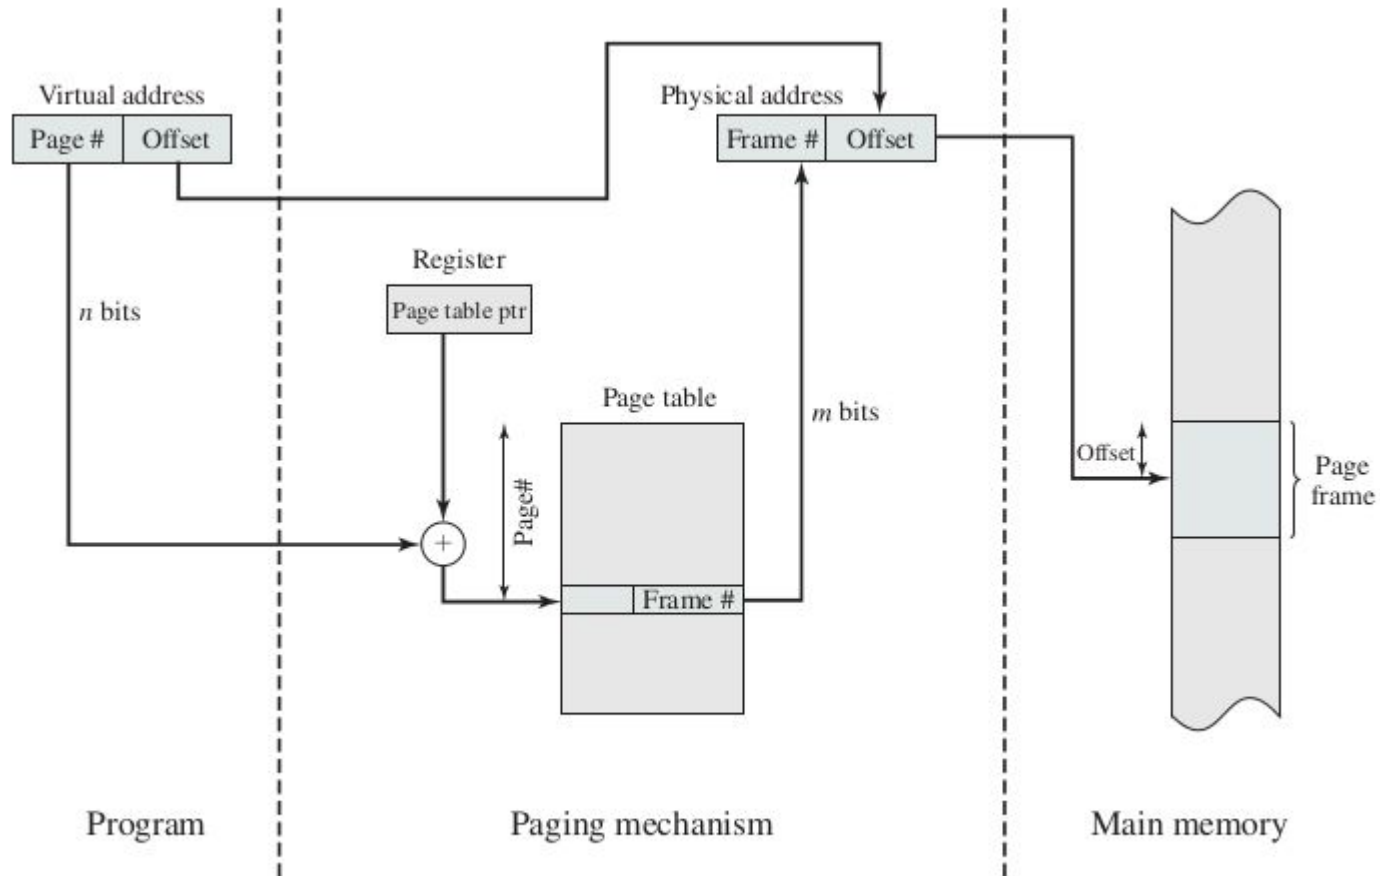 Virtual address
Page # Offset
Physical address
Frame # Offset
n bits
Register
Page table ptr
+
Page#
Page table
Frame #
m bits
Offset
Page
frame
Program
Paging mechanism
Main memory